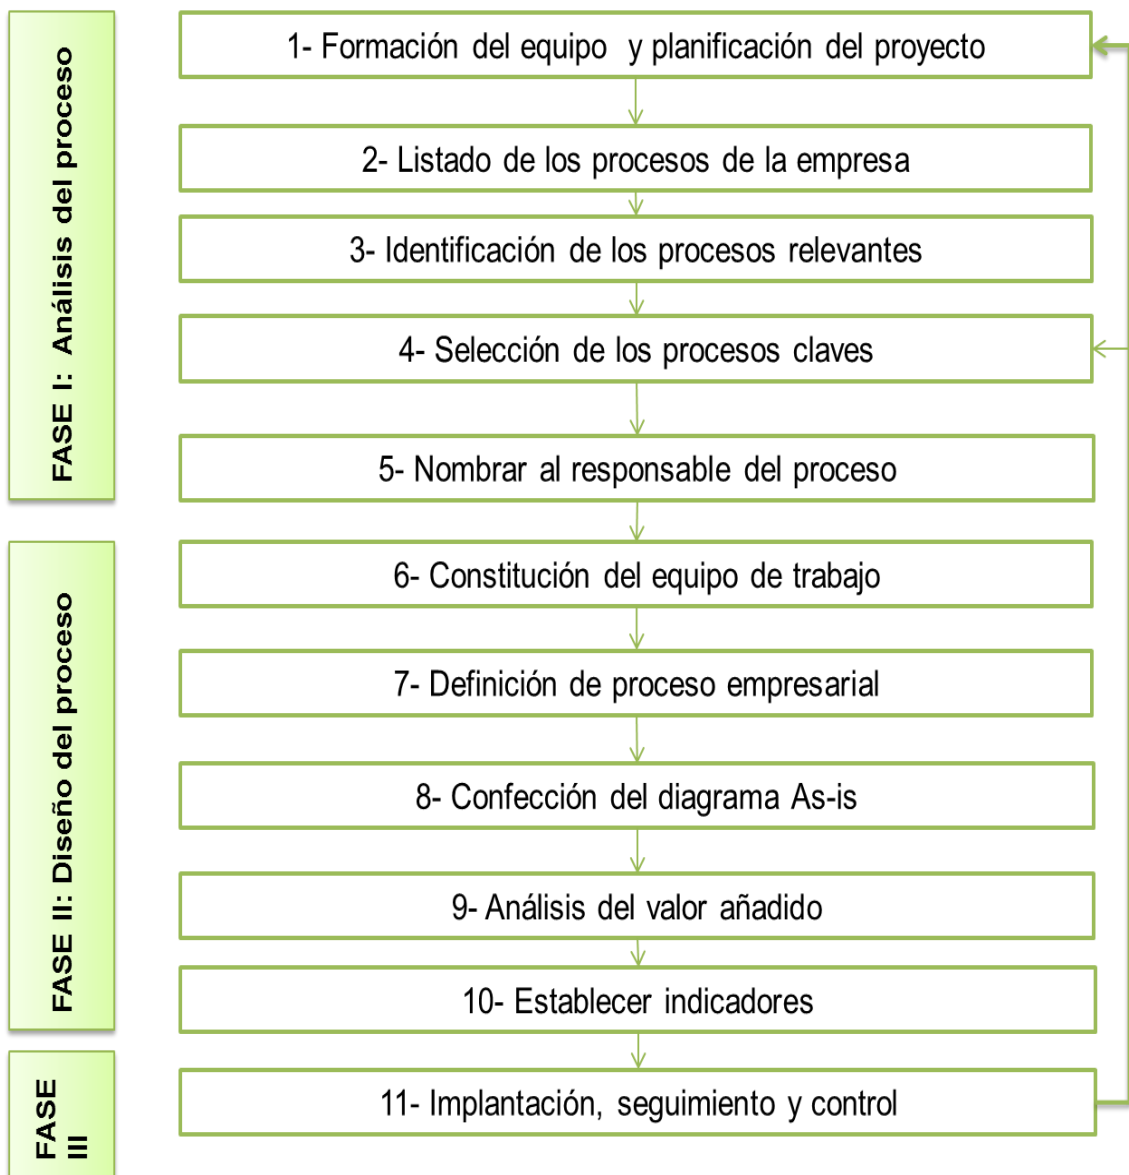 FASE I: Análisis del proceso
1- Formación del equipo y planificación del proyecto
2- Listado de los procesos de la empresa
3- Identificación de los procesos relevantes
4- Selección de los procesos claves
5- Nombrar al responsable del proceso
FASE II: Diseño del proceso
6- Constitución del equipo de trabajo
7- Definición de proceso empresarial
8- Confección del diagrama As-is
9- Análisis del valor añadido
10- Establecer indicadores
FASE
III
11- Implantación, seguimiento y control